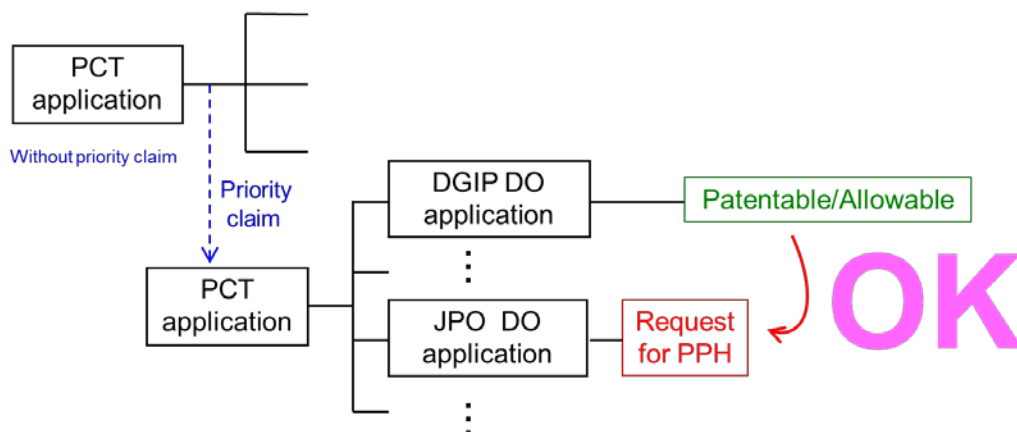 PCT
application
Without priority claim
Priority
claim
DGIP DO
application
Patentable/Allowable
OK
PCT
application
JPO DO
application
Request
for PPH